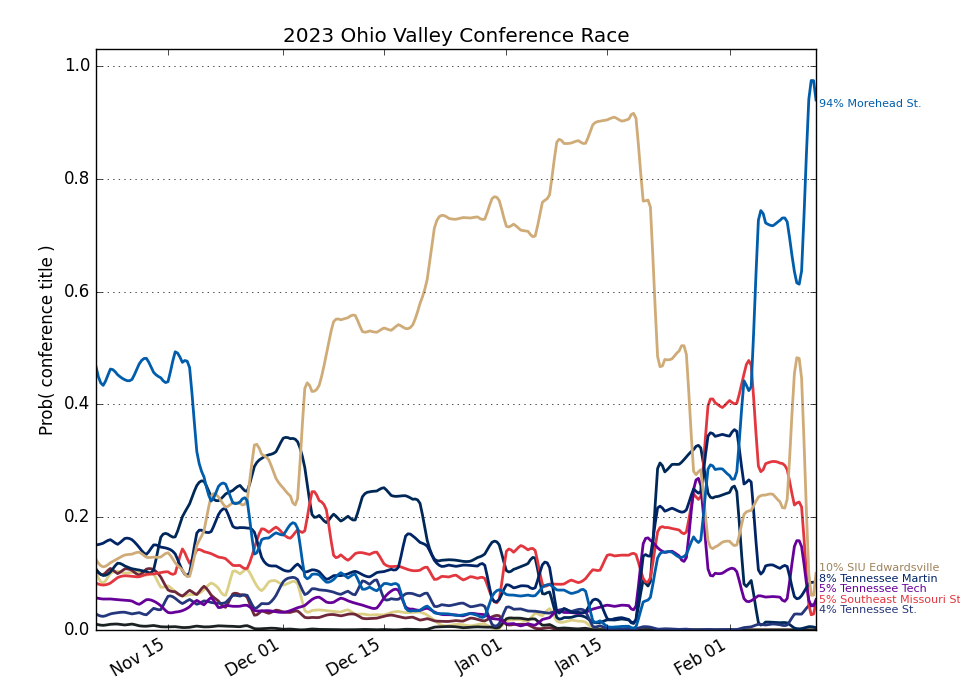 2023 Ohio Valley Conference Race
Prob( conference title )
1.0
0.8
0.6
0.4
0.2
0.0
Nov 15
Dec 01
Dec 15
Jan 01
Jan 15
Feb 01
94% Morehead St.
10% SIU Edwardsville
8% Tennessee Martin
5% Tennessee Tech
5% Southeast Missouri St
4% Tennessee St.